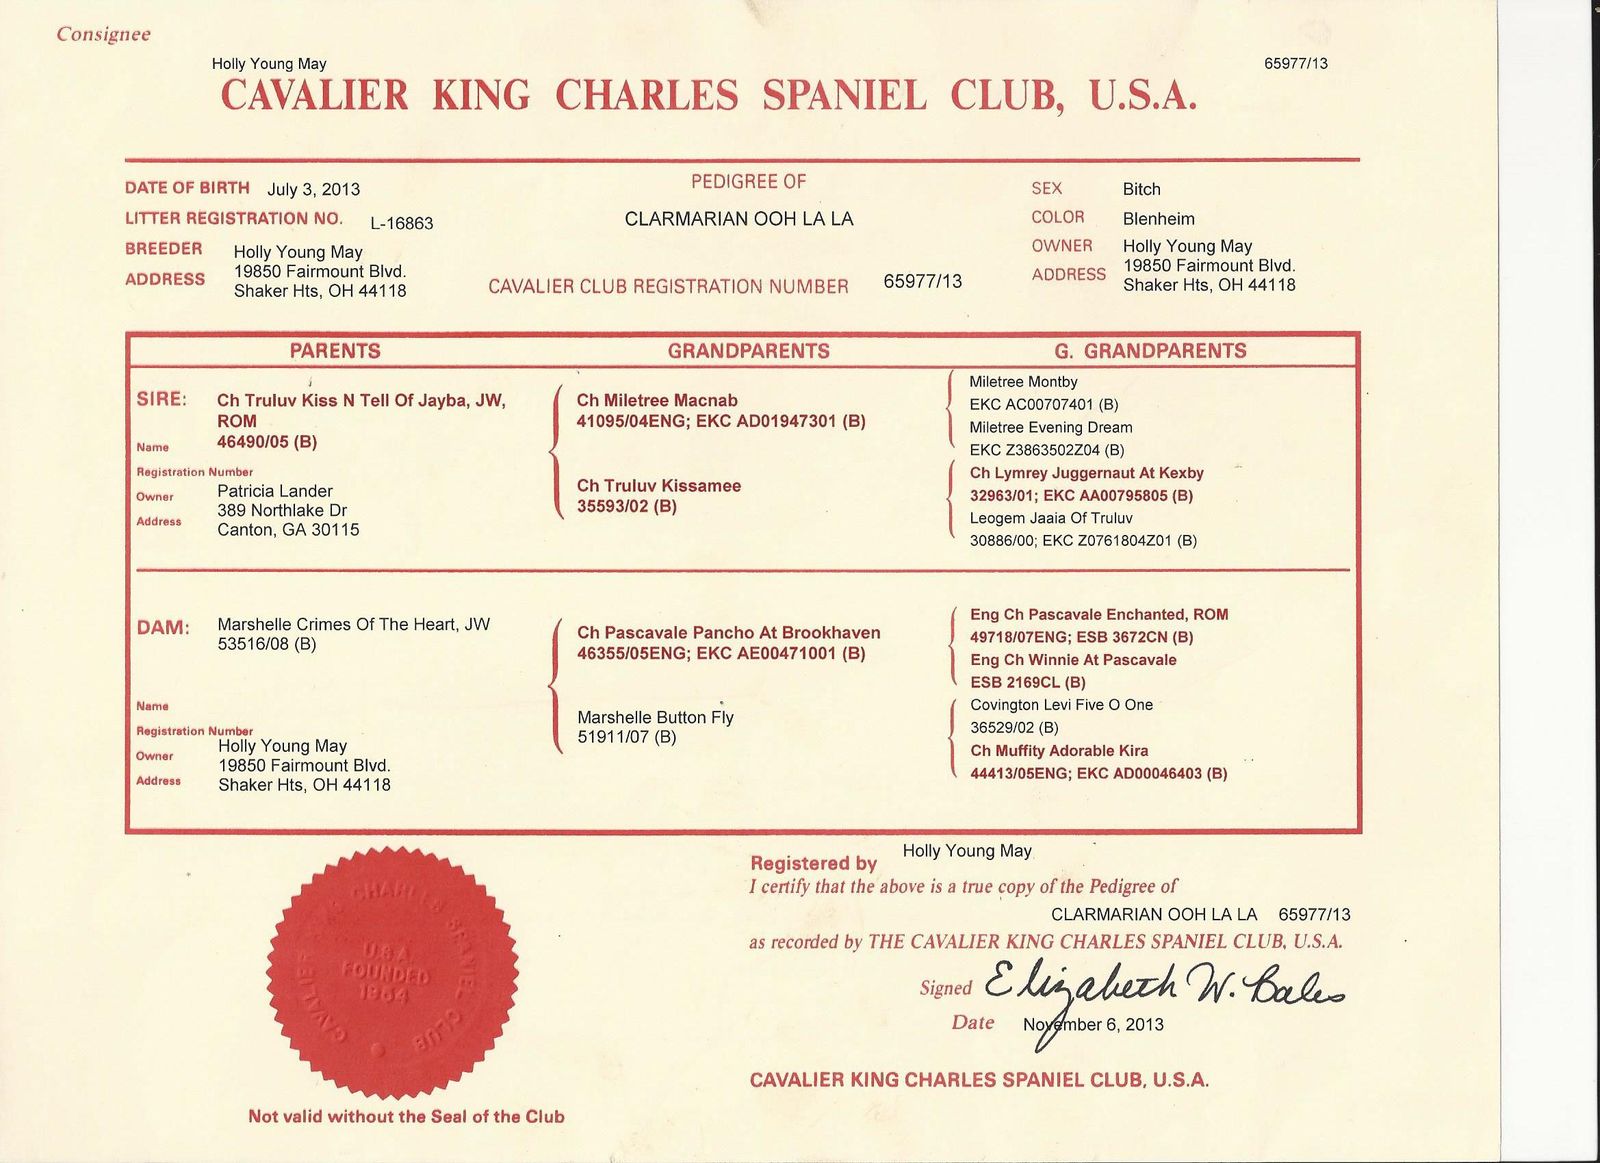 Consignee
Holly Young May
65977/13
CAVALIER KING CHARLES SPANIEL CLUB, U.S.A.
DATE OF BIRTH July 3, 2013
LITTER REGISTRATION NO. L-16863
BREEDER Holly Young May
ADDRESS 19850 Fairmount Blvd.
Shaker Hts, OH 44118
PEDIGREE OF
CLARMARIAN OOH LA LA
CAVALIER CLUB REGISTRATION NUMBER 65977/13
SEX Bitch
COLOR Blenheim
OWNER Holly Young May
ADDRESS 19850 Fairmount Blvd.
Shaker Hts, OH 44118
PARENTS
GRANDPARENTS
G. GRANDPARENTS
SIRE: Ch Truluv Kiss N Tell Of Jayba, JW,
ROM
Name 46490/05 (B)
Registration Number
Owner Patricia Lander
389 Northlake Dr
Address Canton, GA 30115
Ch Miletree Macnab
41095/04ENG; EKC AD01947301 (B)
Ch Truluv Kissamee
35593/02 (B)
Miletree Montby
EKC AC00707401 (B)
Miletree Evening Dream
EKC Z3863502Z04 (B)
Ch Lymrey Juggernaut At Kexby
32963/01; EKC AA00795805 (B)
Leogem Jaaia Of Truluv
30886/00; EKC Z0761804Z01 (B)
DAM: Marshelle Crimes Of The Heart, JW
53516/08 (B)
Name
Registration Number
Holly Young May
Owner 19850 Fairmount Blvd.
Address Shaker Hts, OH 44118
Ch Pascavale Pancho At Brookhaven
46355/05ENG; EKC AE00471001 (B)
Marshelle Button Fly
51911/07 (B)
Eng Ch Pascavale Enchanted, ROM
49718/07ENG; ESB 3672CN (B)
Eng Ch Winnie At Pascavale
ESB 2169CL (B)
Covington Levi Five O One
36529/02 (B)
Ch Muffity Adorable Kira
44413/05ENG; EKC AD00046403 (B)
CAVALIER KING CHARLES SPANIEL CLUB
U.S.A.
FOUNDED
1964
Not valid without the Seal of the Club
Registered by Holly Young May
I certify that the above is a true copy of the Pedigree of
CLARMARIAN OOH LA LA 65977/13
as recorded by THE CAVALIER KING CHARLES SPANIEL CLUB, U.S.A.
Signed Elizabeth W. Bales
Date November 6, 2013
CAVALIER KING CHARLES SPANIEL CLUB, U.S.A.